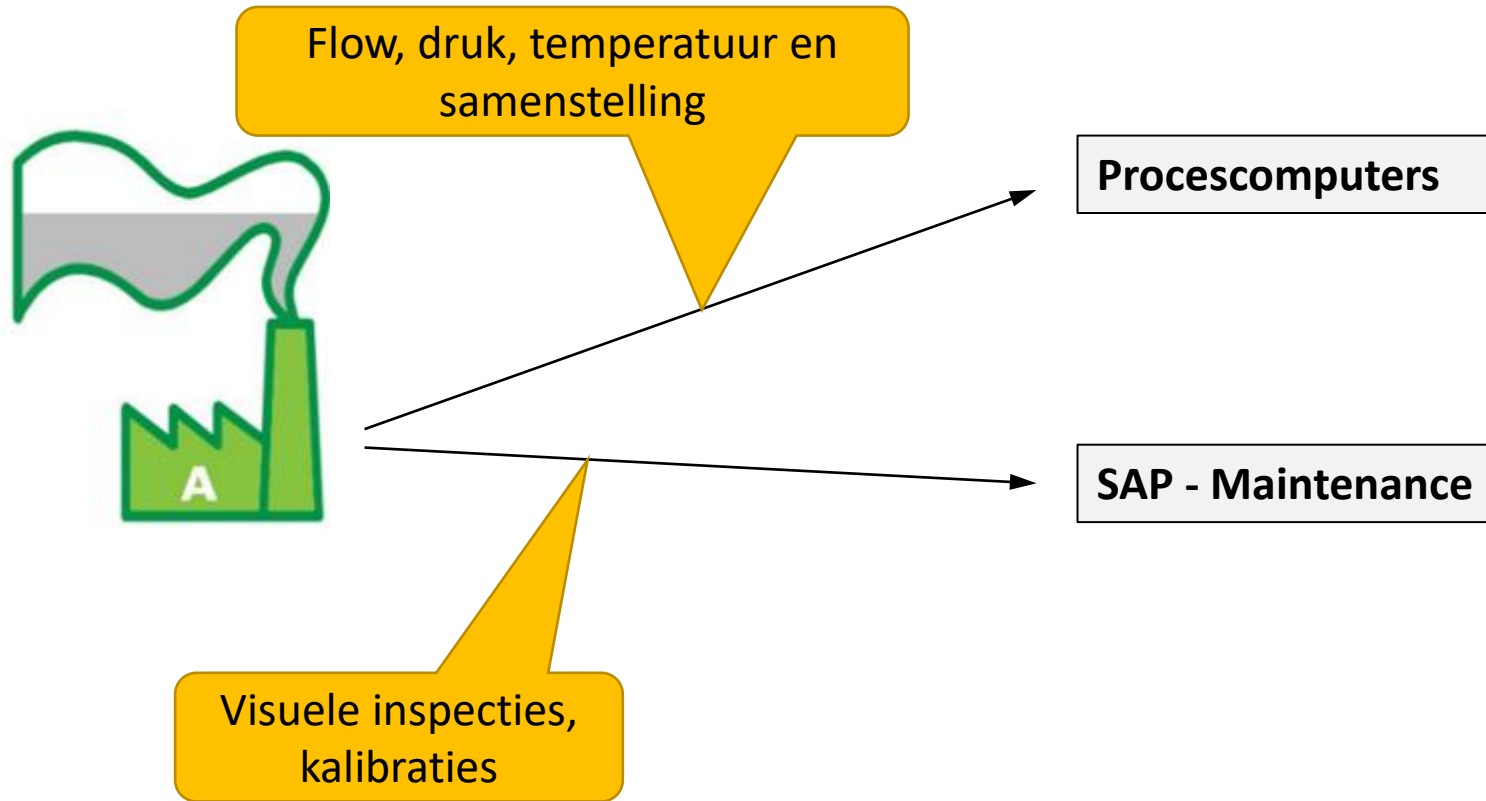 Flow, druk, temperatuur en
samenstelling
Procescomputers
A
SAP - Maintenance
Visuele inspecties,
kalibraties